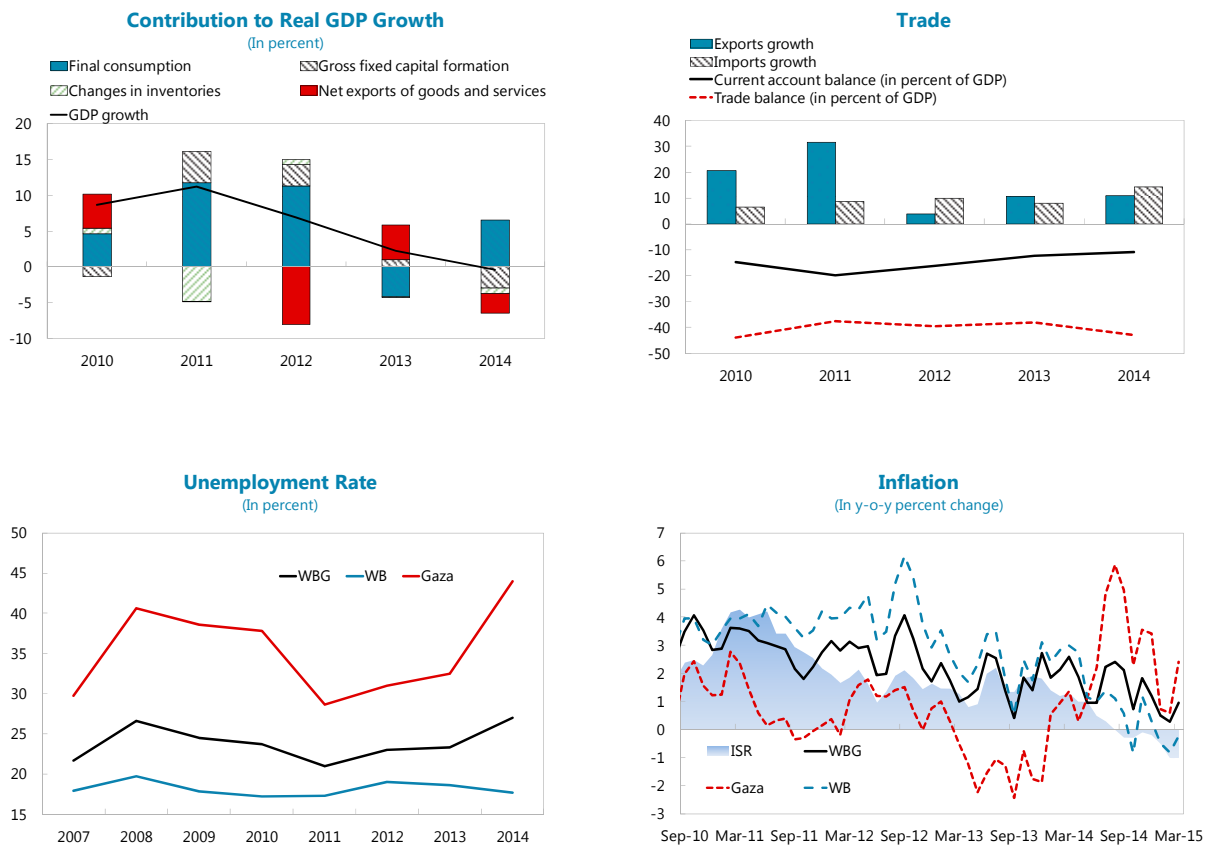 Contribution to Real GDP Growth
(In percent)
Final consumption
Gross fixed capital formation
Changes in inventories
Net exports of goods and services
GDP growth
20
15
10
5
0
-5
-10
2010 2011 2012 2013 2014
Trade
Exports growth
Imports growth
Current account balance (in percent of GDP)
Trade balance (in percent of GDP)
40
30
20
10
0
-10
-20
-30
-40
-50
2010 2011 2012 2013 2014
Unemployment Rate
(In percent)
50
45
40
35
30
25
20
15
WBG WB Gaza
2007 2008 2009 2010 2011 2012 2013 2014
Inflation
(In y-o-y percent change)
7
6
5
4
3
2
1
0
-1
-2
-3
ISR WBG
Gaza WB
Sep-10 Mar-11 Sep-11 Mar-12 Sep-12 Mar-13 Sep-13 Mar-14 Sep-14 Mar-15